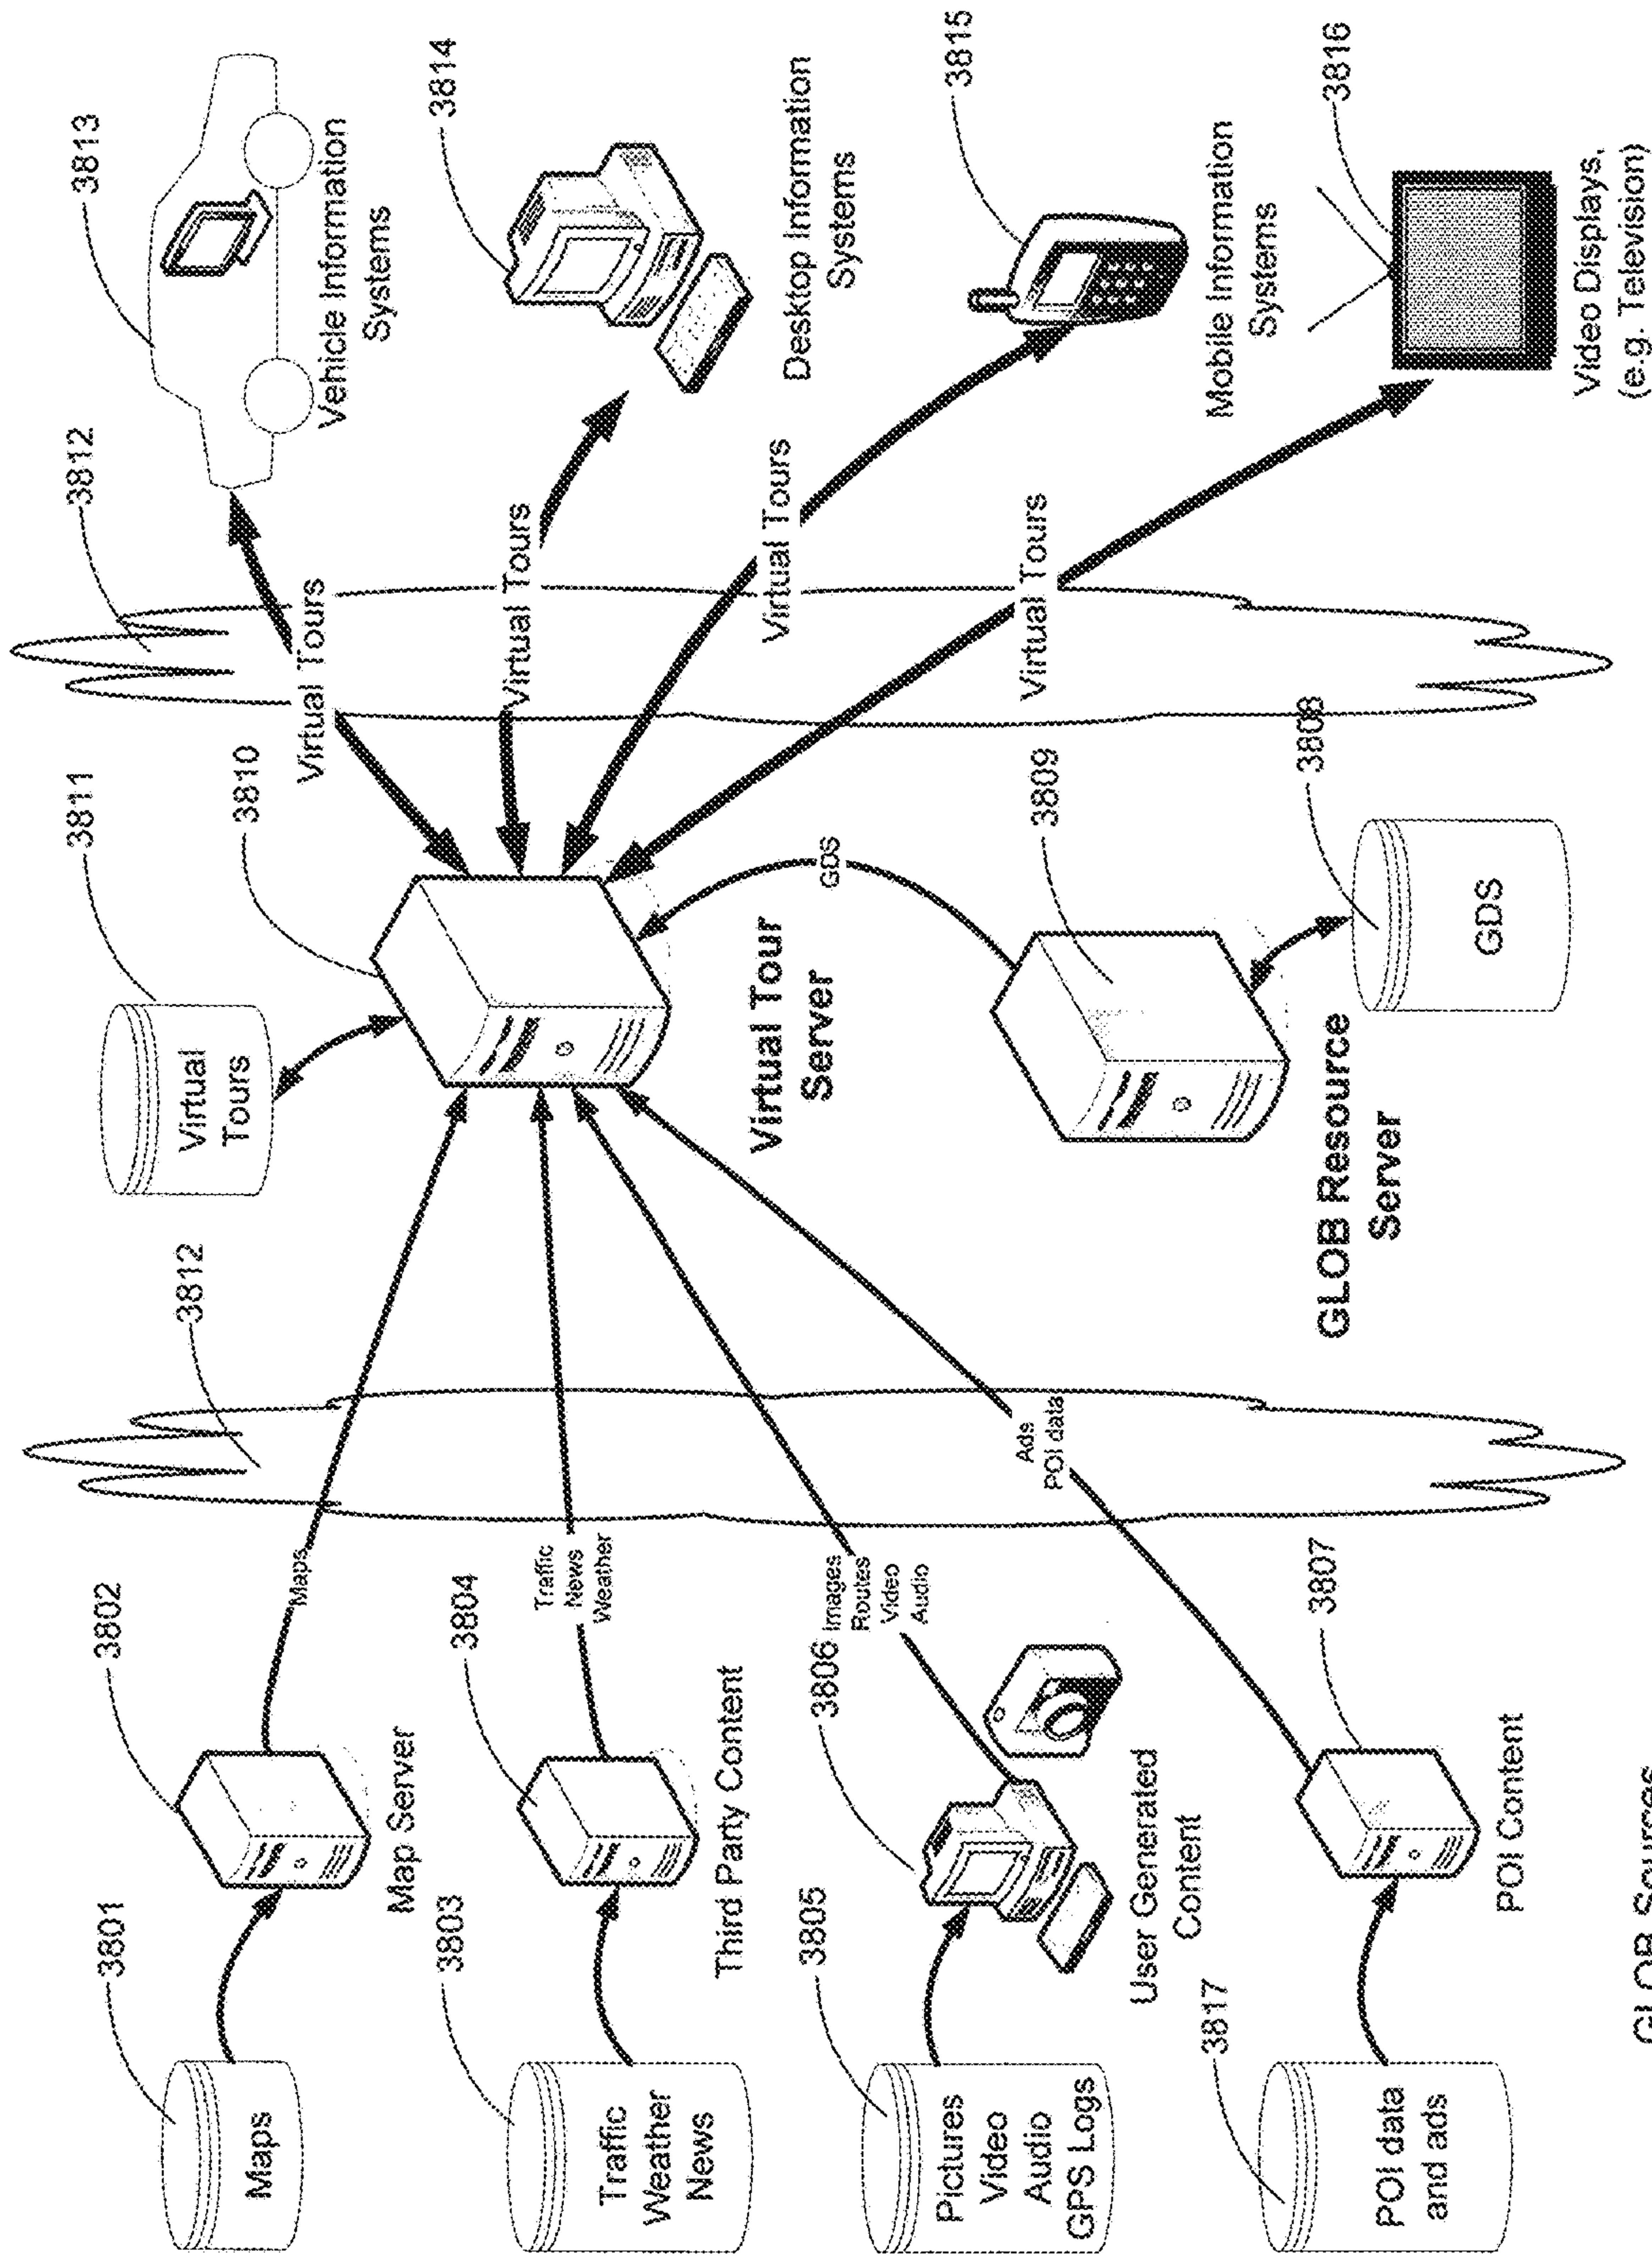 3801
Maps
3802
Map Server
Maps
3803
Traffic
Weather
News
3804
Third Party Content
Traffic
News
Weather
3805
Pictures
Video
Audio
GPS Logs
3806
User Generated
Content
Images
Routes
Video
Audio
3817
POI data
and ads
3807
POI Content
Ads
POI data
GLOB Sources
3812
3811
Virtual
Tours
3810
Virtual Tour
Server
GDS
3809
GLOB Resource
Server
3808
GDS
3812
Virtual Tours
Virtual Tours
Virtual Tours
Virtual Tours
3813
Vehicle Information
Systems
3814
Desktop Information
Systems
3815
Mobile Information
Systems
3816
Video Displays,
(e.g. Television)